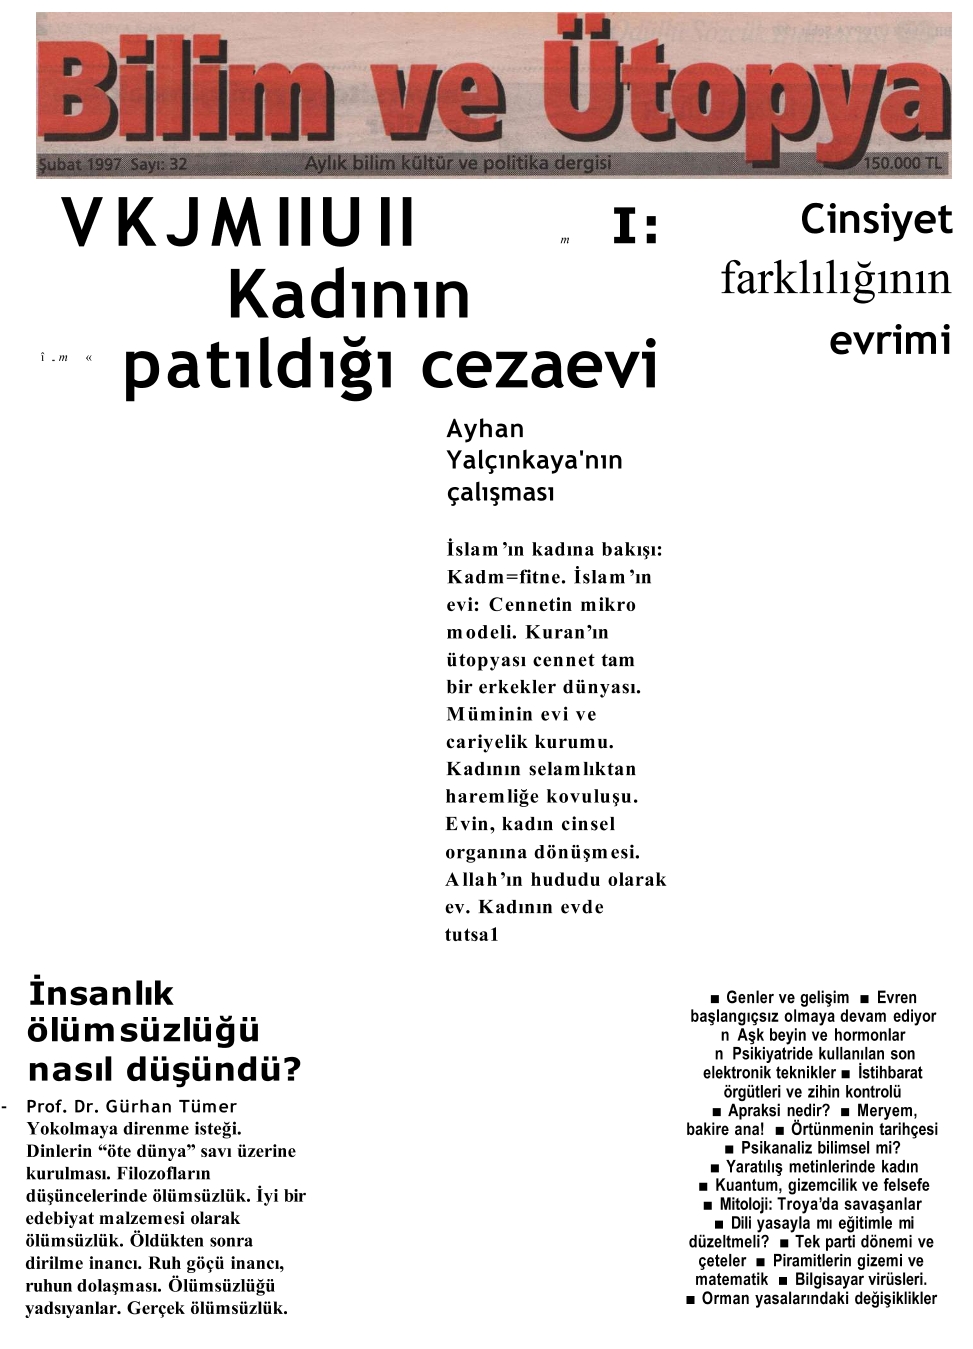 Bilim ve Ütopya
Şubat 1997 Sayı: 32 Aylık bilim kültür ve politika dergisi 150.000 TL
V K J M II U II m I:
Kadının
î . m « patıldığı cezaevi
Cinsiyet
farklılığının
evrimi
Ayhan
Yalçınkaya'nın
çalışması
İslam’ın kadına bakışı:
Kadm=fitne. İslam’ın
evi: Cennetin mikro
modeli. Kuran’ın
ütopyası cennet tam
bir erkekler dünyası.
Müminin evi ve
cariyelik kurumu.
Kadının selamlıktan
haremliğe kovuluşu.
Evin, kadın cinsel
organına dönüşmesi.
Allah’ın hududu olarak
ev. Kadının evde
tutsa1
İnsanlık
ölümsüzlüğü
nasıl düşündü?
- Prof. Dr. Gürhan Tümer
Yokolmaya direnme isteği.
Dinlerin “öte dünya” savı üzerine
kurulması. Filozofların
düşüncelerinde ölümsüzlük. İyi bir
edebiyat malzemesi olarak
ölümsüzlük. Öldükten sonra
dirilme inancı. Ruh göçü inancı,
ruhun dolaşması. Ölümsüzlüğü
yadsıyanlar. Gerçek ölümsüzlük.
■ Genler ve gelişim ■ Evren
başlangıçsız olmaya devam ediyor
n Aşk beyin ve hormonlar
n Psikiyatride kullanılan son
elektronik teknikler ■ İstihbarat
örgütleri ve zihin kontrolü
■ Apraksi nedir? ■ Meryem,
bakire ana! ■ Örtünmenin tarihçesi
■ Psikanaliz bilimsel mi?
■ Yaratılış metinlerinde kadın
■ Kuantum, gizemcilik ve felsefe
■ Mitoloji: Troya’da savaşanlar
■ Dili yasayla mı eğitimle mi
düzeltmeli? ■ Tek parti dönemi ve
çeteler ■ Piramitlerin gizemi ve
matematik ■ Bilgisayar virüsleri.
■ Orman yasalarındaki değişiklikler